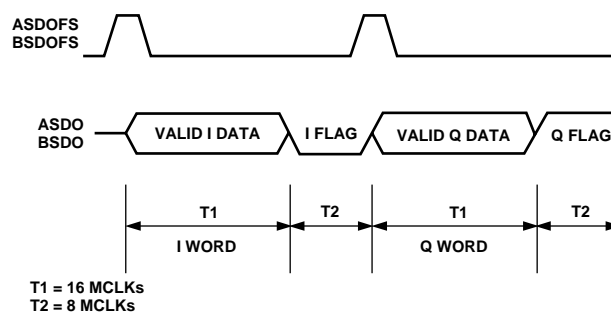 ASDOFS
BSDOFS
ASDO
BSDO
VALID I DATA
I FLAG
VALID Q DATA
Q FLAG
T1
T2
T1
T2
I WORD
Q WORD
T1 = 16 MCLKs
T2 = 8 MCLKs